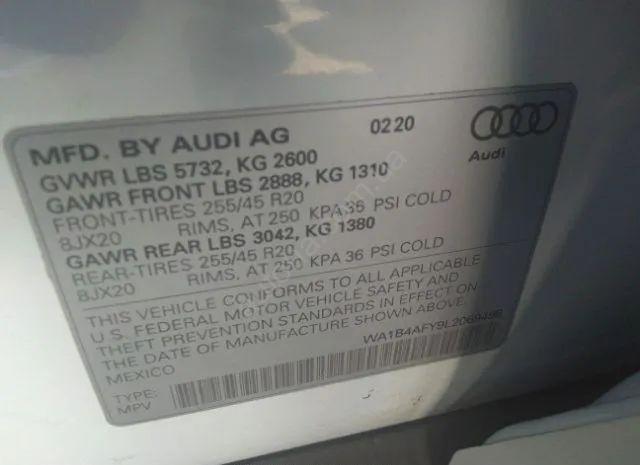 MFD. BY AUDI AG 02 20
GVWR LBS 5732, KG 2600
GAWR FRONT LBS 2888, KG 1310
FRONT-TIRES 255/45 R20
8JX20 RIMS, AT 250 KPA 36 PSI COLD
GAWR REAR LBS 3042, KG 1380
REAR-TIRES 255/45 R20
8JX20 RIMS, AT 250 KPA 36 PSI COLD
THIS VEHICLE CONFORMS TO ALL APPLICABLE
U.S. FEDERAL MOTOR VEHICLE SAFETY AND
THEFT PREVENTION STANDARDS IN EFFECT ON
THE DATE OF MANUFACTURE SHOWN ABOVE.
MEXICO WA1B4AFY9L2069498
TYPE:
MPV
Audi